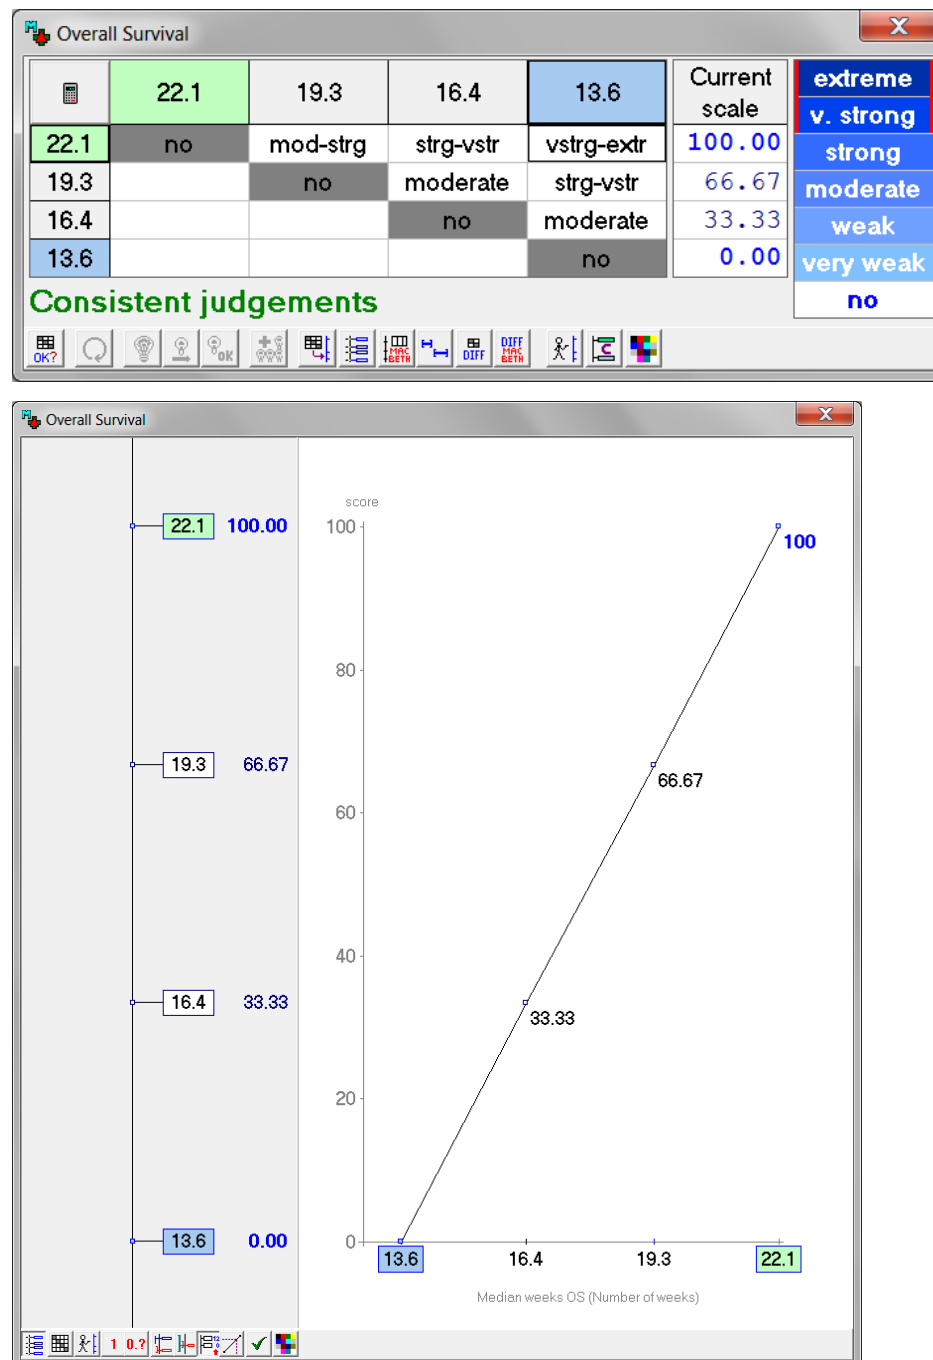 Overall Survival
22.1 19.3 16.4 13.6 Current scale extreme
v. strong
22.1 no mod-strg strg-vstr vstrg-extr 100.00 strong
19.3 no moderate strg-vstr 66.67 moderate
16.4 no moderate 33.33 weak
13.6 no 0.00 very weak
Consistent judgements no
OK? OK MACBETH DIFF DIFF MACBETH
Overall Survival
score
22.1 100.00 100
100
80
19.3 66.67
66.67
60
40
16.4 33.33
33.33
20
13.6 0.00 0
13.6 16.4 19.3 22.1
Median weeks OS (Number of weeks)
1 0.?